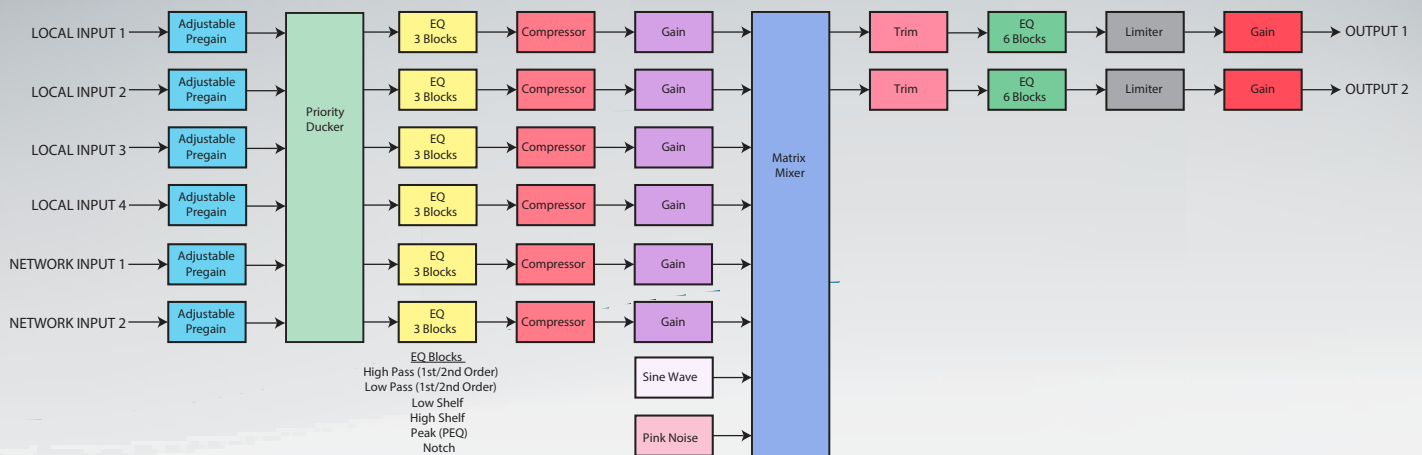 LOCAL INPUT 1
Adjustable
Pregain
EQ
3 Blocks
Compressor
Gain
Trim
EQ
6 Blocks
Limiter
Gain
OUTPUT 1
LOCAL INPUT 2
Adjustable
Pregain
EQ
3 Blocks
Compressor
Gain
Trim
EQ
6 Blocks
Limiter
Gain
OUTPUT 2
Priority
Ducker
LOCAL INPUT 3
Adjustable
Pregain
EQ
3 Blocks
Compressor
Gain
Matrix
Mixer
LOCAL INPUT 4
Adjustable
Pregain
EQ
3 Blocks
Compressor
Gain
NETWORK INPUT 1
Adjustable
Pregain
EQ
3 Blocks
Compressor
Gain
NETWORK INPUT 2
Adjustable
Pregain
EQ
3 Blocks
Compressor
Gain
EQ Blocks
High Pass (1st/2nd Order)
Low Pass (1st/2nd Order)
Low Shelf
High Shelf
Peak (PEQ)
Notch
Sine Wave
Pink Noise